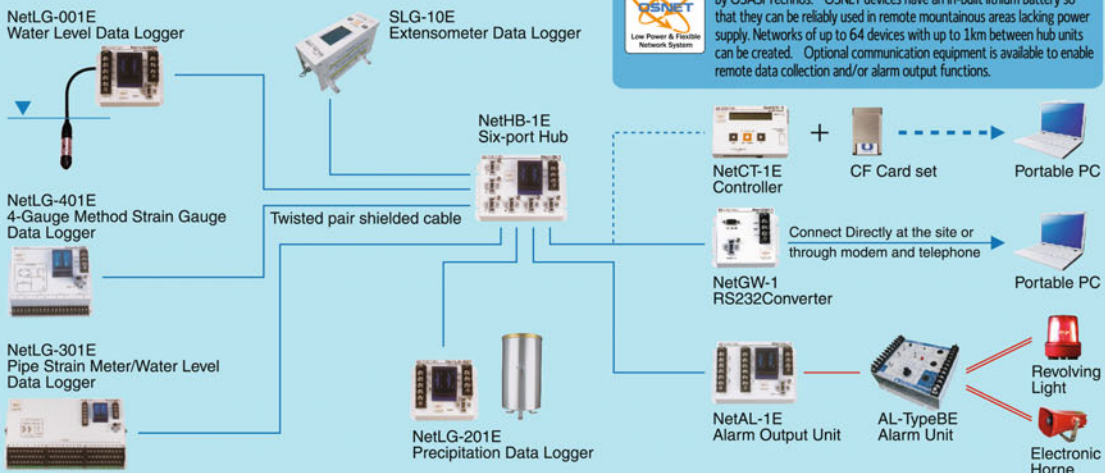 NetLG-001E
Water Level Data Logger
SLG-10E
Extensometer Data Logger
OSNET
Low Power & Flexible
Network System
by OSASI Technos. OSNET devices have an in-built lithium battery so
that they can be reliably used in remote mountainous areas lacking power
supply. Networks of up to 64 devices with up to 1km between hub units
can be created. Optional communication equipment is available to enable
remote data collection and/or alarm output functions.
NetHB-1E
Six-port Hub
NetCT-1E
Controller
+
CF Card set
Portable PC
NetLG-401E
4-Gauge Method Strain Gauge
Data Logger
Twisted pair shielded cable
Connect Directly at the site or
through modem and telephone
NetGW-1
RS232Converter
Portable PC
NetLG-301E
Pipe Strain Meter/Water Level
Data Logger
NetLG-201E
Precipitation Data Logger
NetAL-1E
Alarm Output Unit
AL-TypeBE
Alarm Unit
Revolving
Light
Electronic
Horne